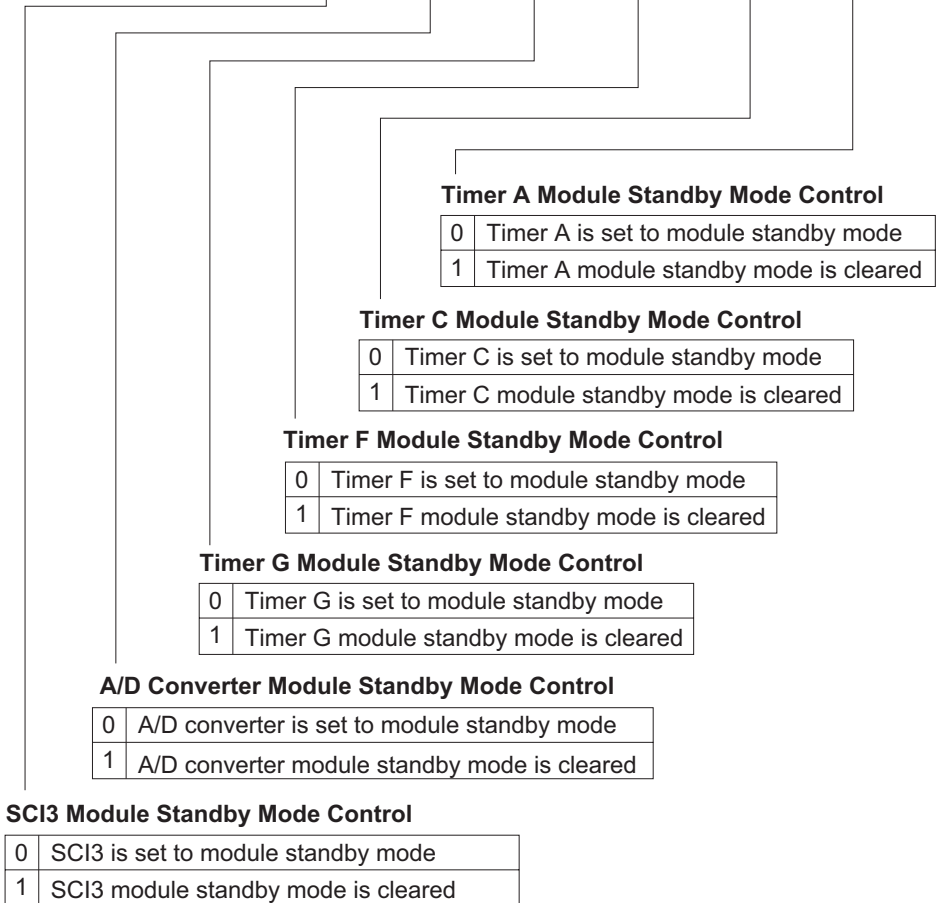 Timer A Module Standby Mode Control
0 Timer A is set to module standby mode
1 Timer A module standby mode is cleared
Timer C Module Standby Mode Control
0 Timer C is set to module standby mode
1 Timer C module standby mode is cleared
Timer F Module Standby Mode Control
0 Timer F is set to module standby mode
1 Timer F module standby mode is cleared
Timer G Module Standby Mode Control
0 Timer G is set to module standby mode
1 Timer G module standby mode is cleared
A/D Converter Module Standby Mode Control
0 A/D converter is set to module standby mode
1 A/D converter module standby mode is cleared
SCI3 Module Standby Mode Control
0 SCI3 is set to module standby mode
1 SCI3 module standby mode is cleared